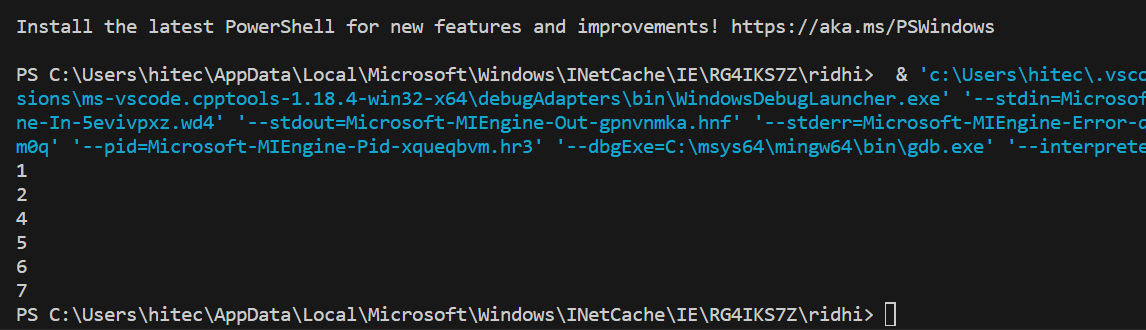 Install the latest PowerShell for new features and improvements! https://aka.ms/PSWindows
PS C:\Users\hitec\AppData\Local\Microsoft\Windows\INetCache\IE\RG4IKS7Z\ridhi>  & 'c:\Users\hitec\.vsco
sions\ms-vscode.cpptools-1.18.4-win32-x64\debugAdapters\bin\WindowsDebugLauncher.exe' '--stdin=Microsof
ne-In-5evivpxz.wd4' '--stdout=Microsoft-MIEngine-Out-gpnvnmka.hnf' '--stderr=Microsoft-MIEngine-Error-o
m0q' '--pid=Microsoft-MIEngine-Pid-xqueqbvm.hr3' '--dbgExe=C:\msys64\mingw64\bin\gdb.exe' '--interprete
1
2
4
5
6
7
PS C:\Users\hitec\AppData\Local\Microsoft\Windows\INetCache\IE\RG4IKS7Z\ridhi>